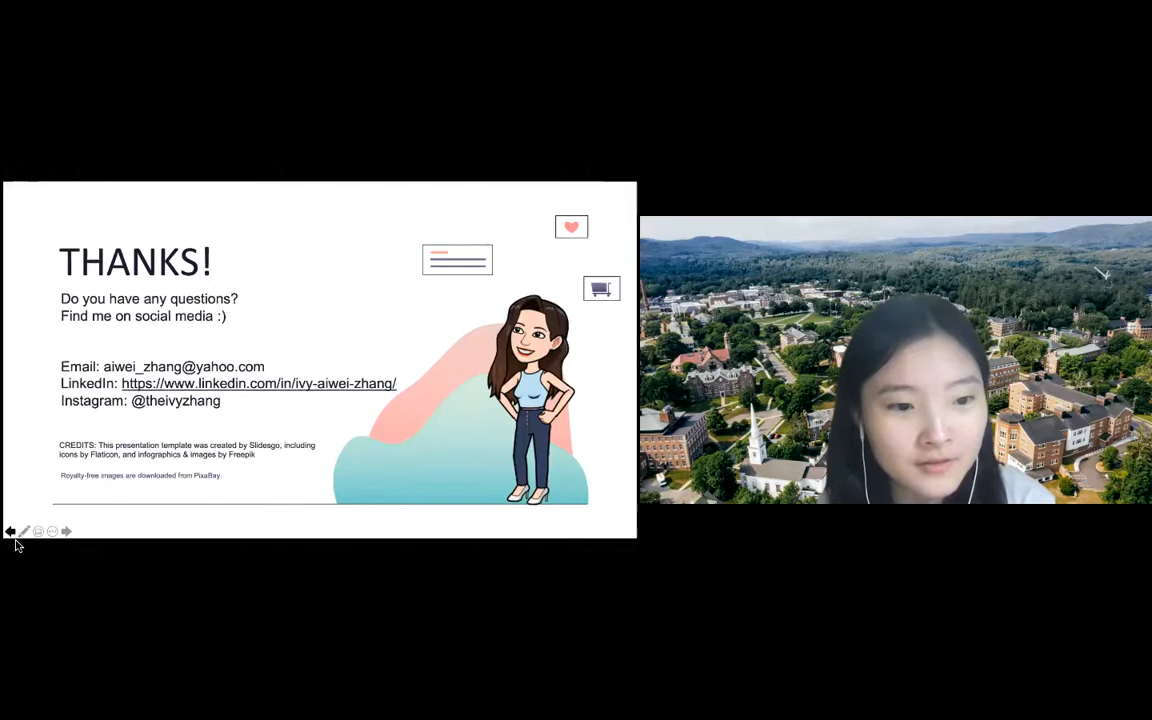 THANKS!
Do you have any questions?
Find me on social media :)
Email: aiwei_zhang@yahoo.com
LinkedIn: https://www.linkedin.com/in/ivy-aiwei-zhang/
Instagram: @theivyzhang
CREDITS: This presentation template was created by Slidesgo, including
icons by Flaticon, and infographics & images by Freepik
Royalty-free images are downloaded from PixaBay.